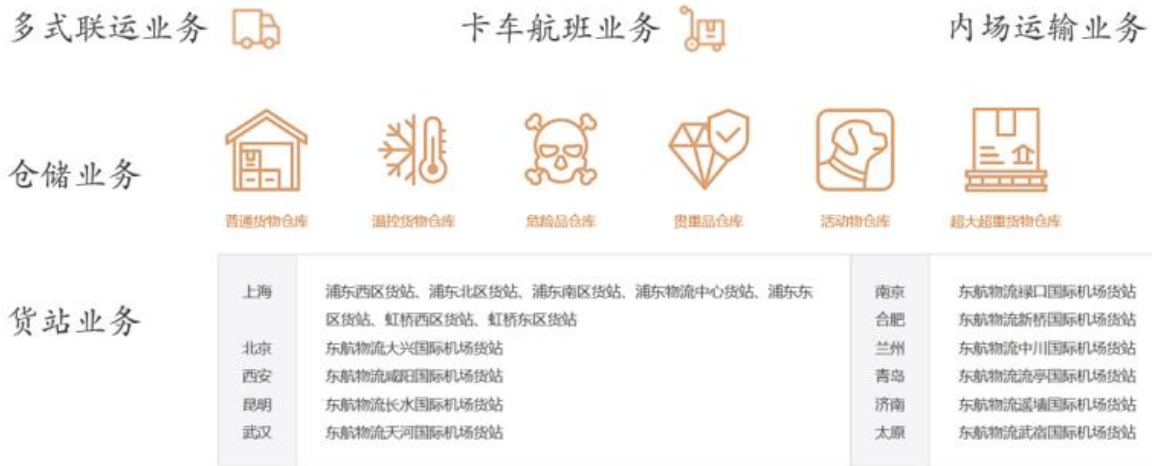 多式联运业务
卡车航班业务
内场运输业务
仓储业务
普通货物仓库
温控货物仓库
危险品仓库
贵重品仓库
活动物仓库
超大超重货物仓库
货站业务
上海 浦东西区货站、浦东北区货站、浦东南区货站、浦东物流中心货站、浦东东
区货站、虹桥西区货站、虹桥东区货站
北京 东航物流大兴国际机场货站
西安 东航物流咸阳国际机场货站
昆明 东航物流长水国际机场货站
武汉 东航物流天河国际机场货站
南京 东航物流绿口国际机场货站
合肥 东航物流新桥国际机场货站
兰州 东航物流中川国际机场货站
青岛 东航物流流亭国际机场货站
济南 东航物流遥墙国际机场货站
太原 东航物流武宿国际机场货站